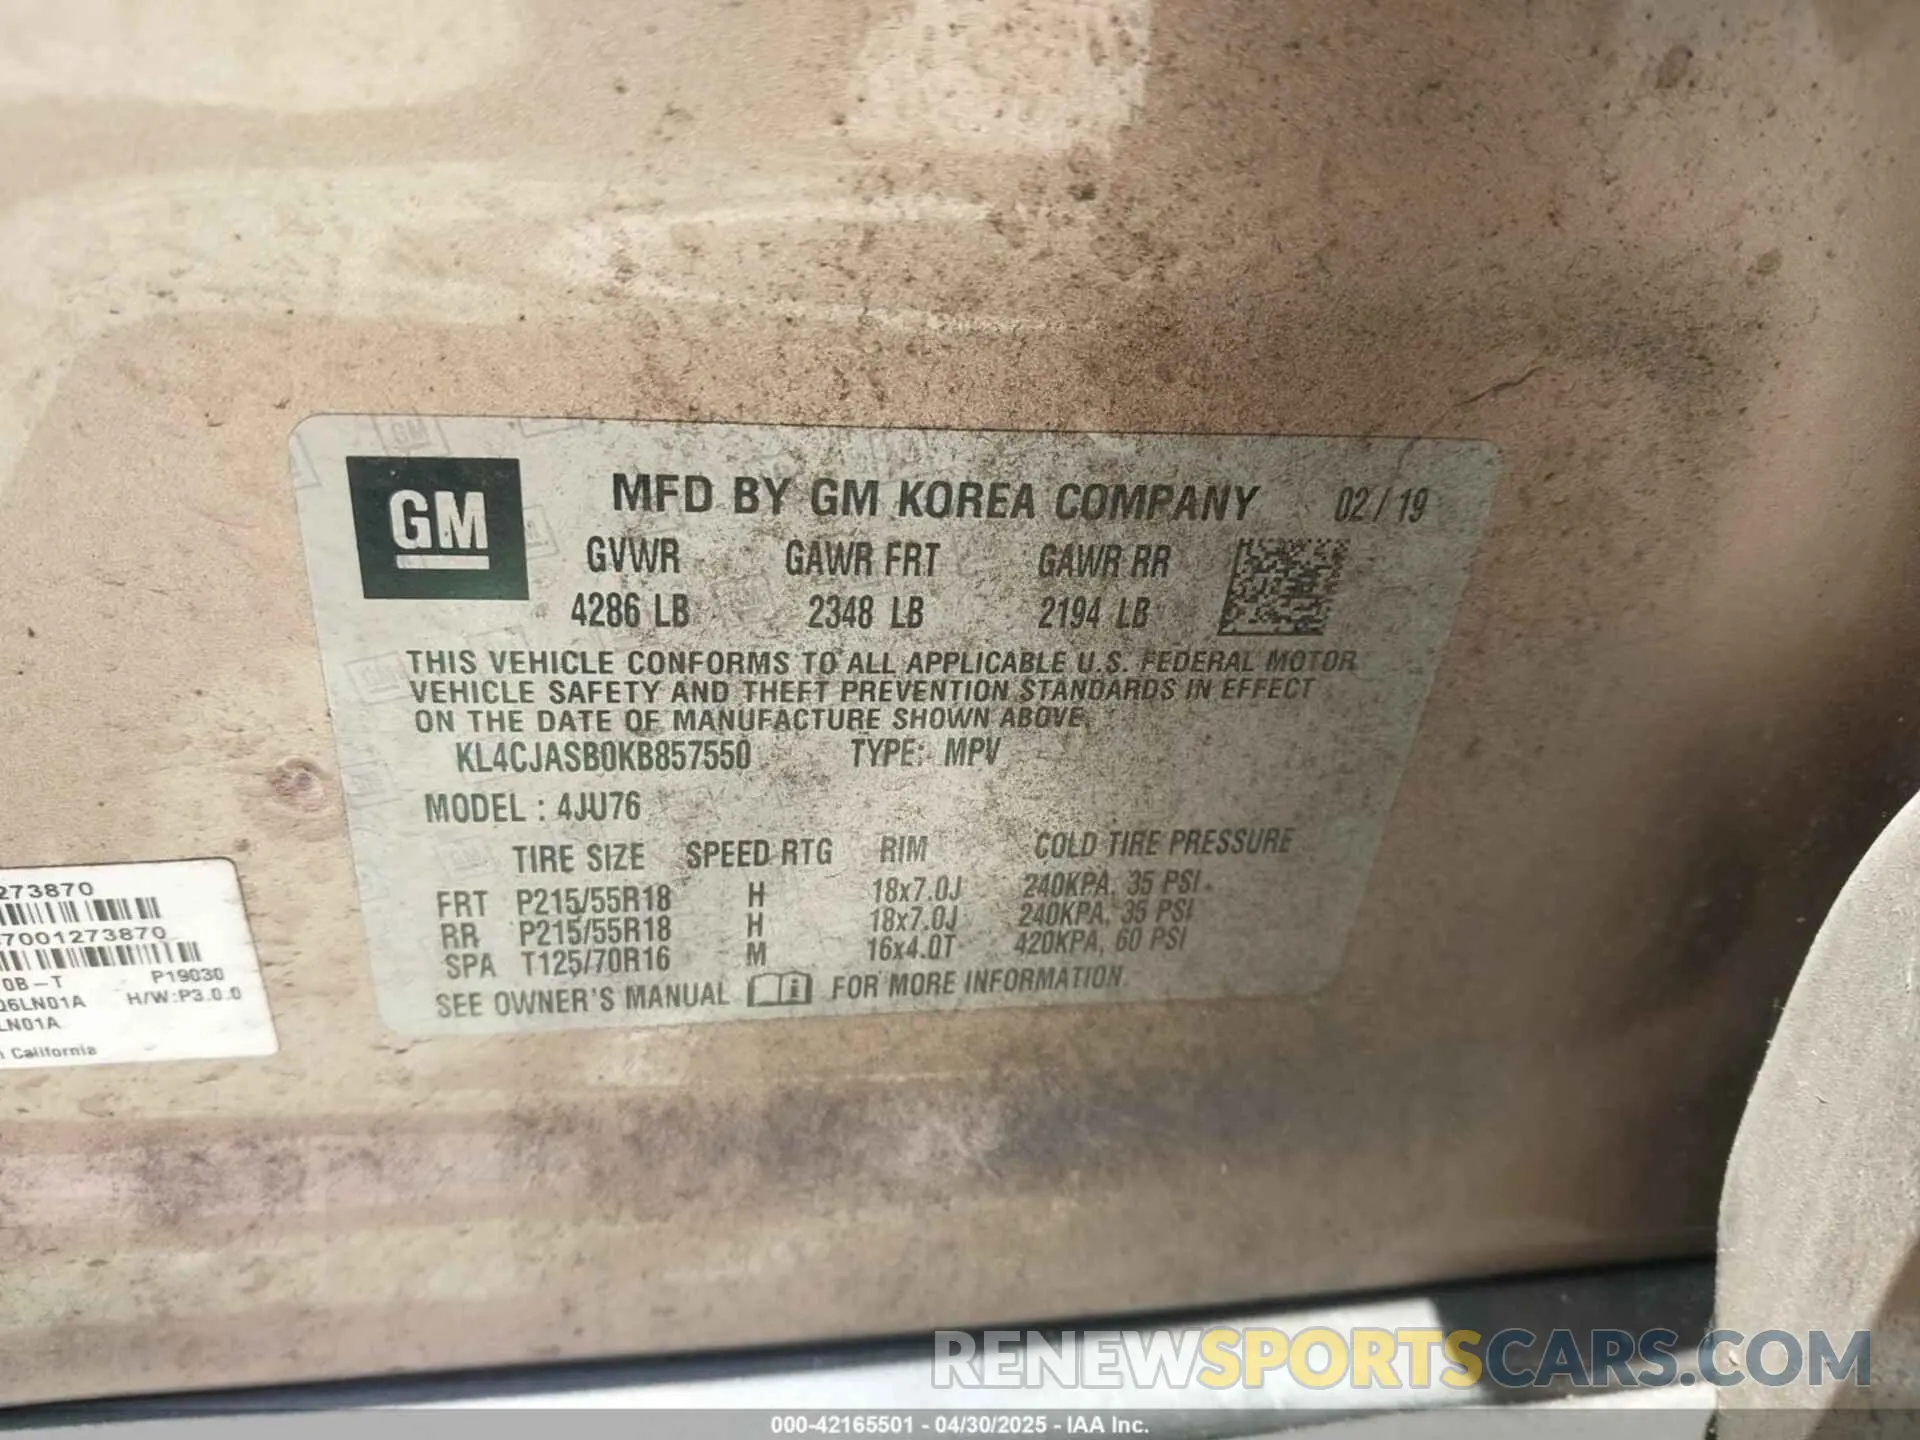 GM
MFD BY GM KOREA COMPANY 02/19
GVWR GAWR FRT GAWR RR
4286 LB 2348 LB 2194 LB
THIS VEHICLE CONFORMS TO ALL APPLICABLE U.S. FEDERAL MOTOR
VEHICLE SAFETY AND THEFT PREVENTION STANDARDS IN EFFECT
ON THE DATE OF MANUFACTURE SHOWN ABOVE.
KL4CJASB0KB857550 TYPE: MPV
MODEL : 4JU76
TIRE SIZE SPEED RTG RIM COLD TIRE PRESSURE
FRT P215/55R18 H 18x7.0J 240KPA, 35 PSI
RR P215/55R18 H 18x7.0J 240KPA, 35 PSI
SPA T125/70R16 M 16x4.0T 420KPA, 60 PSI
SEE OWNER'S MANUAL i FOR MORE INFORMATION.
273870
7001273870
0B-T P19030
06LN01A H/W:P3.0.0
LN01A
California
RENEWSPORTSCARS.COM
000-42165501 - 04/30/2025 - IAA Inc.